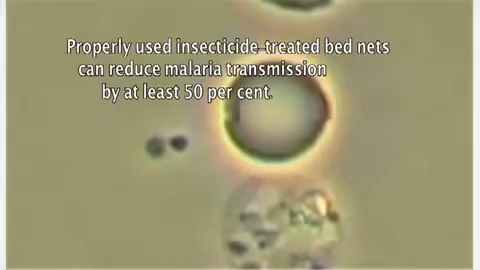 Properly used insecticide-treated bed nets
can reduce malaria transmission
by at least 50 per cent.